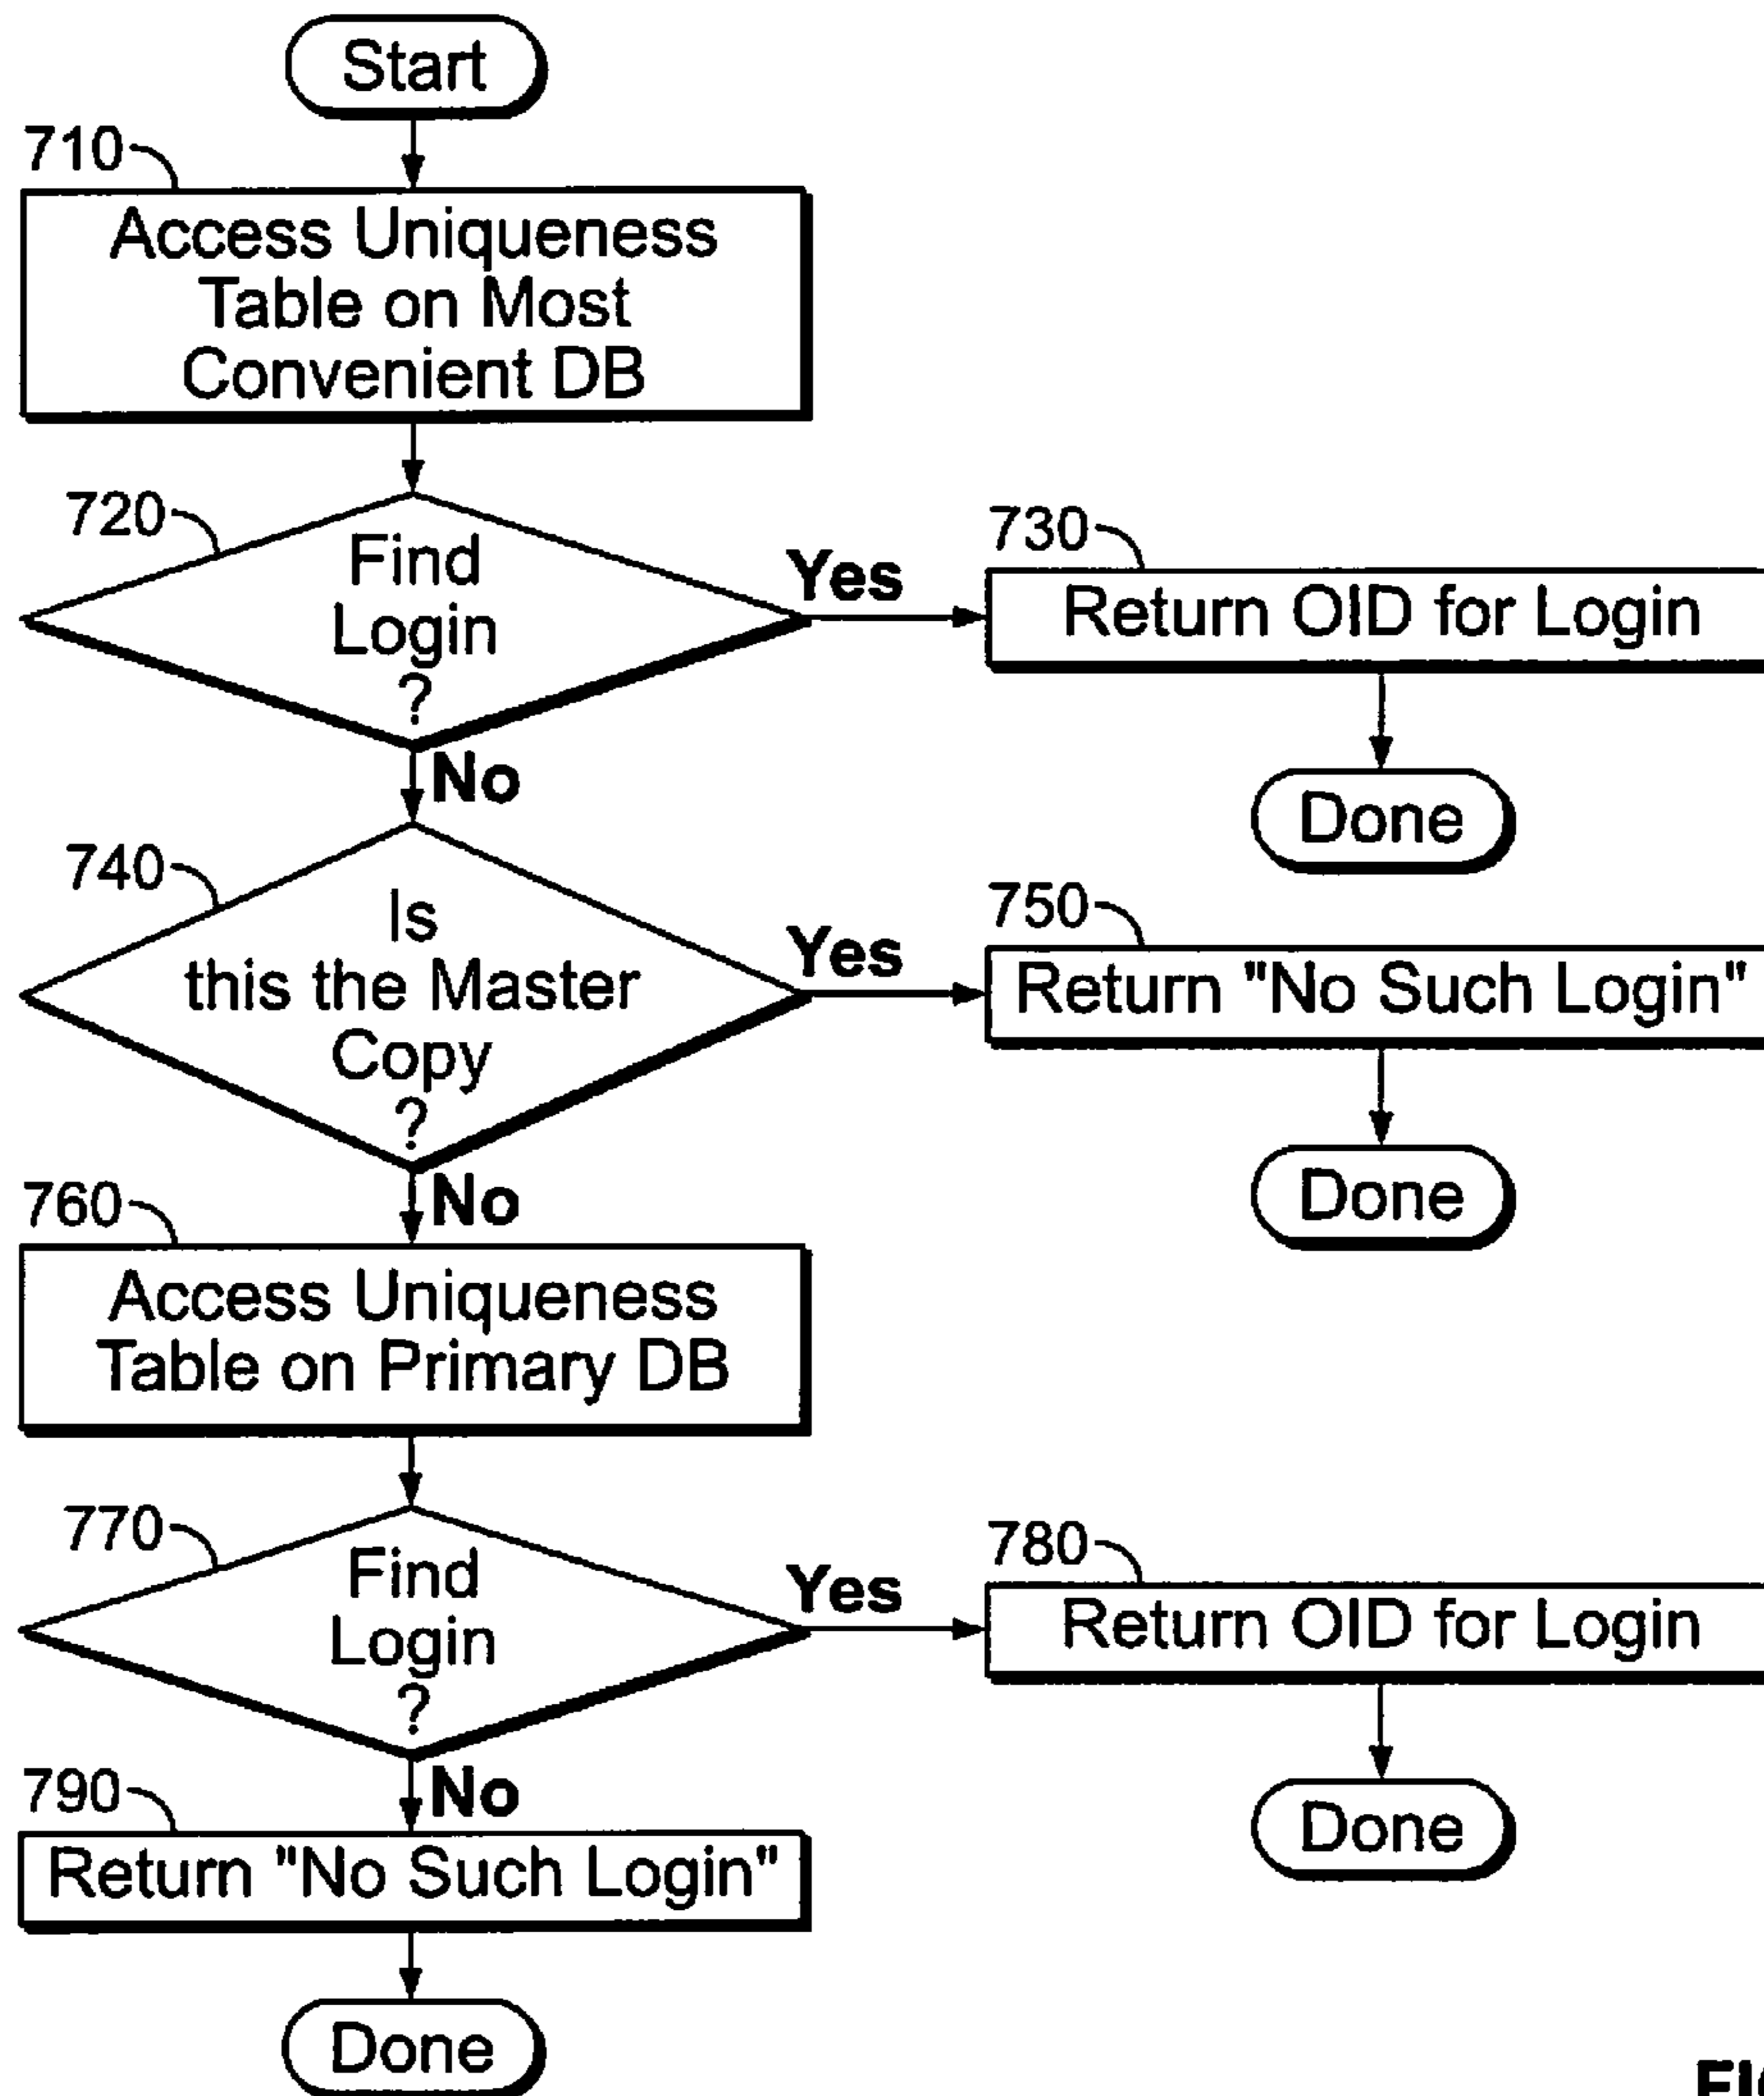 Start
710
Access Uniqueness
Table on Most
Convenient DB
720
Find
Login
?
Yes
730
Return OID for Login
Done
No
740
Is
this the Master
Copy
?
Yes
750
Return "No Such Login"
Done
No
760
Access Uniqueness
Table on Primary DB
770
Find
Login
?
Yes
780
Return OID for Login
Done
No
790
Return "No Such Login"
Done